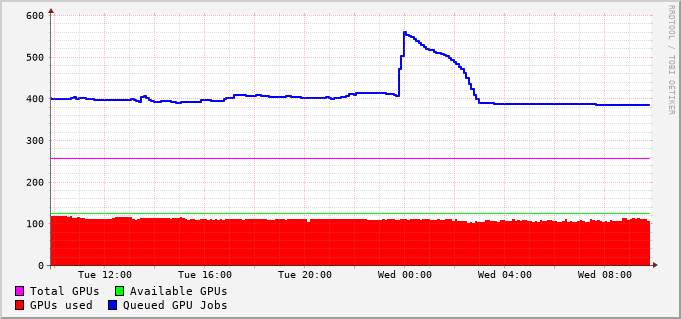 600
500
400
300
200
100
0
Tue 12:00 Tue 16:00 Tue 20:00 Wed 00:00 Wed 04:00 Wed 08:00
Total GPUs Available GPUs
GPUs used Queued GPU Jobs
RRDTOOL / TOBI OETIKER